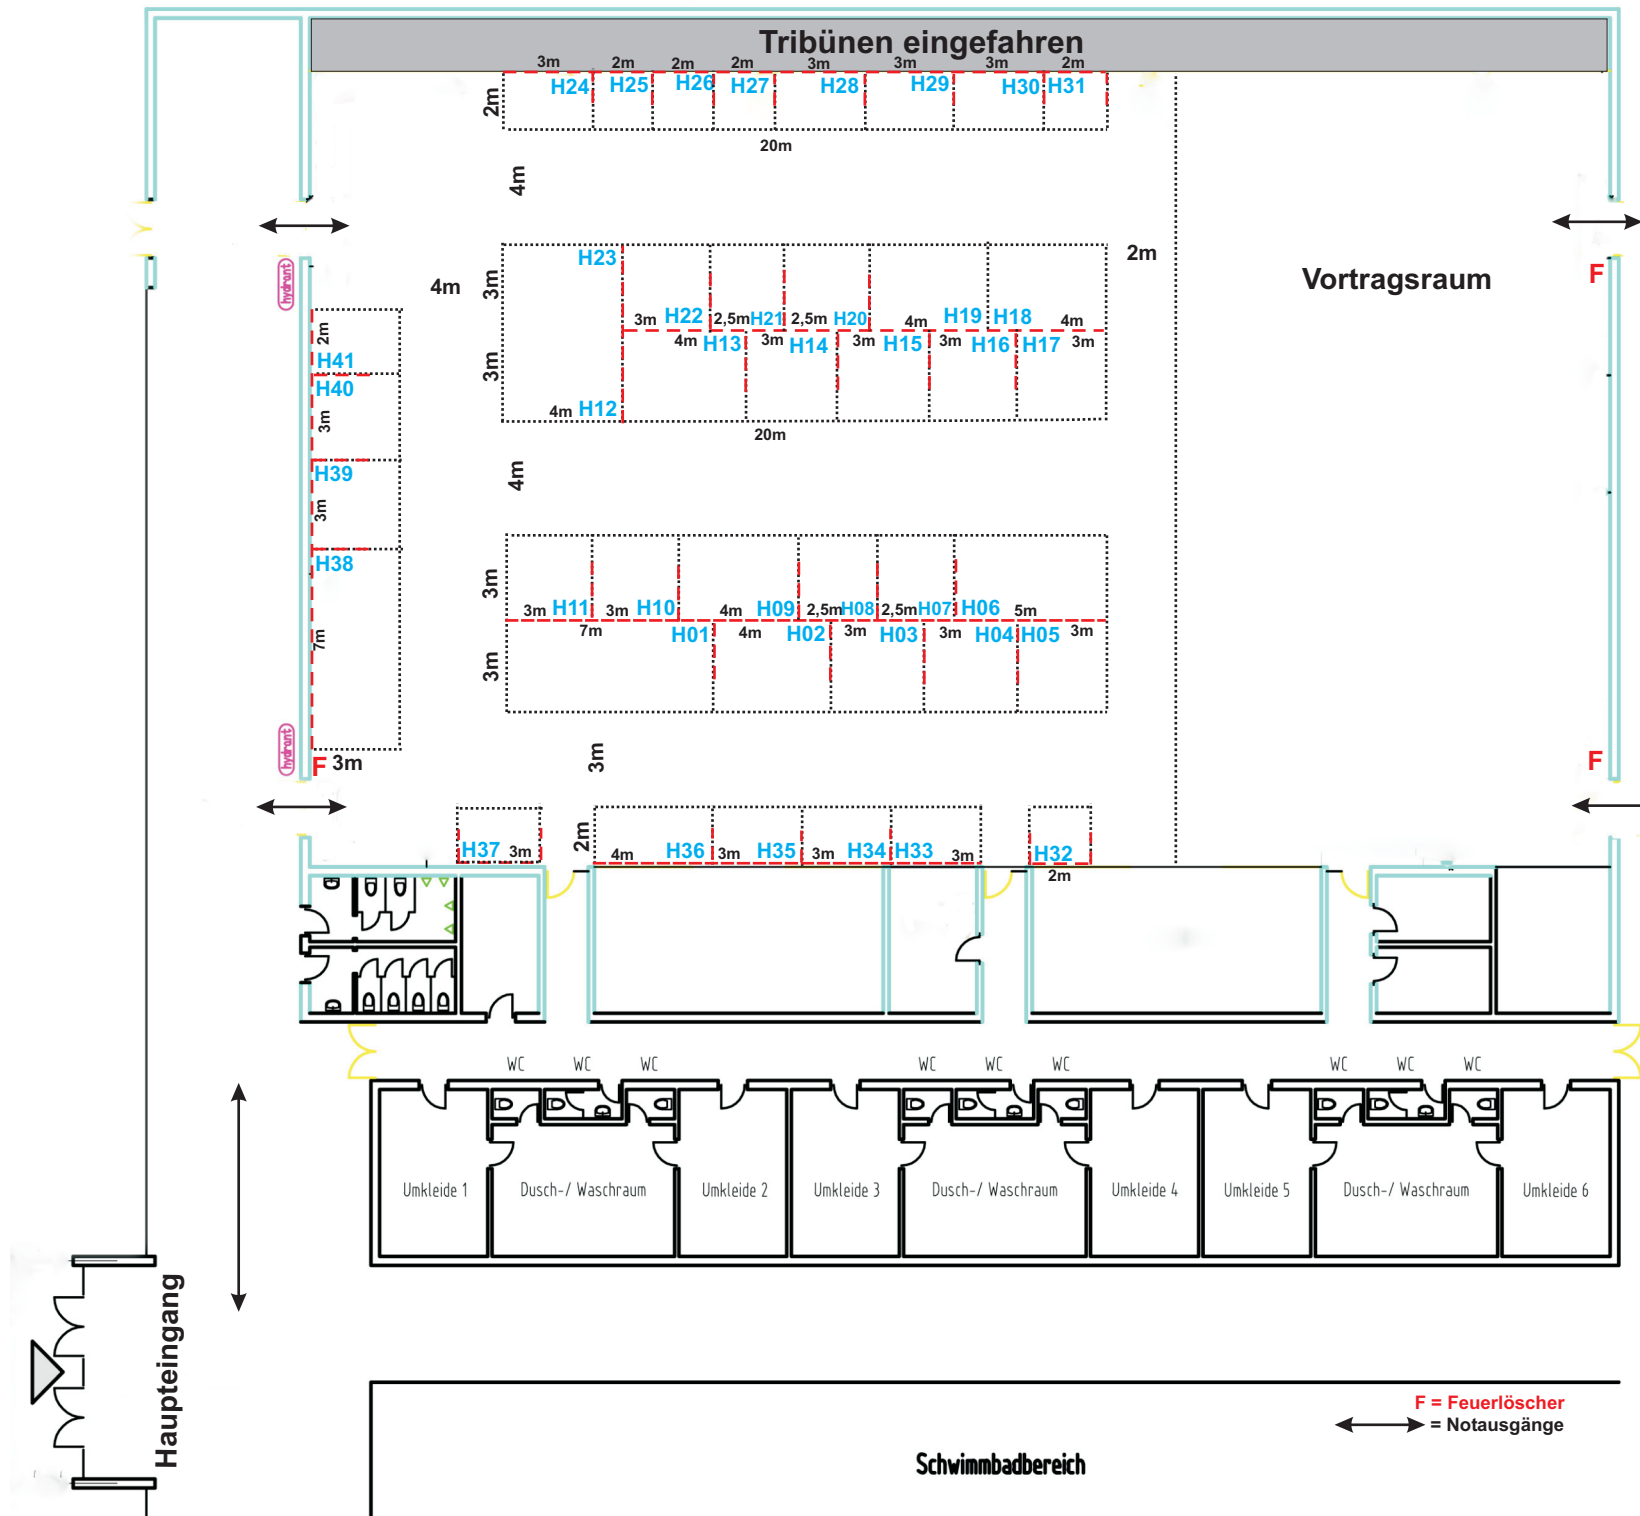 Tribünen eingefahren
3m 2m 2m 2m 3m 3m 3m 2m
H24 H25 H26 H27 H28 H29 H30 H31
2m
20m
4m
H23
2m
Vortragsraum
F
hydrant
4m
3m
3m H22 2,5m H21 2,5m H20 4m H19 H18 4m
4m H13 3m H14 3m H15 3m H16 H17 3m
3m
4m H12
20m
2m
H41
H40
3m
H39
3m
H38
7m
4m
3m
3m H11 3m H10 4m H09 2,5m H08 2,5m H07 H06 5m
7m H01 4m H02 3m H03 3m H04 H05 3m
3m
hydrant
F 3m
3m
F
H37 3m
2m
4m H36 3m H35 3m H34 H33 3m
H32
2m
WC WC WC WC WC WC WC WC WC
Umkleide 1 Dusch-/ Waschraum Umkleide 2 Umkleide 3 Dusch-/ Waschraum Umkleide 4 Umkleide 5 Dusch-/ Waschraum Umkleide 6
Haupteingang
F = Feuerlöscher
= Notausgänge
Schwimmbadbereich